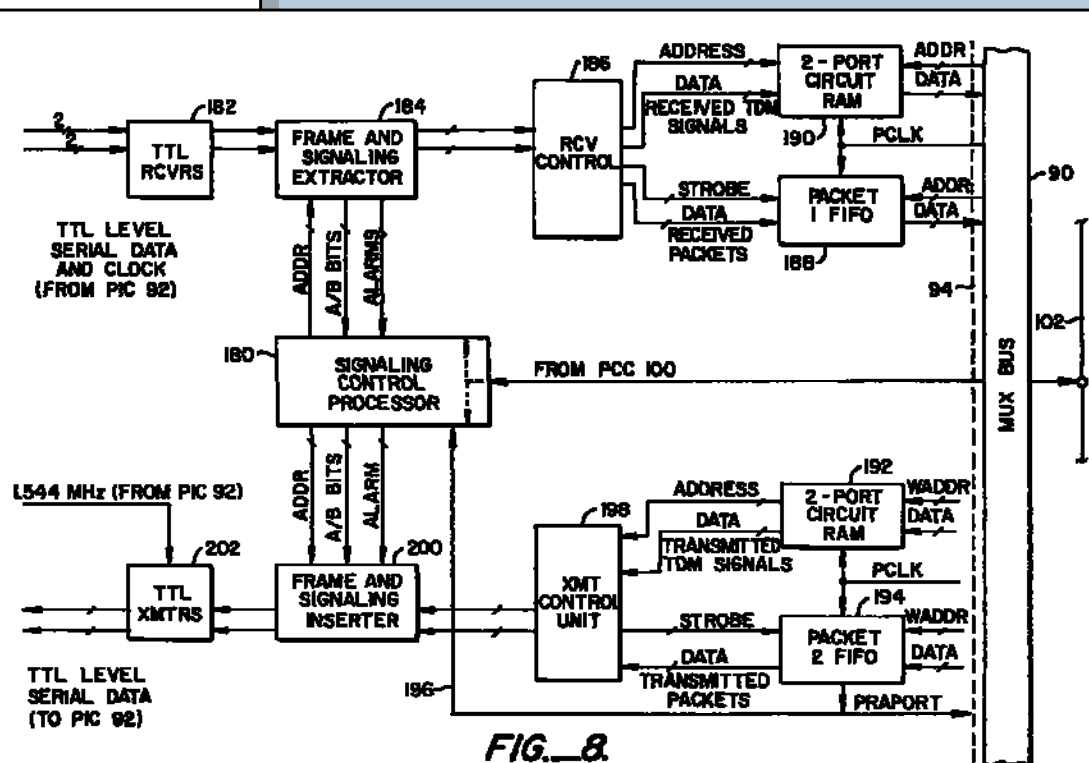 ADDRESS
DATA
RECEIVED TDM
SIGNALS
2-PORT
CIRCUIT
RAM
190
ADDR
DATA
PCLK
186
RCV
CONTROL
STROBE
DATA
RECEIVED
PACKETS
PACKET
1 FIFO
188
ADDR
DATA
2
2
182
TTL
RCVRS
184
FRAME AND
SIGNALING
EXTRACTOR
TTL LEVEL
SERIAL DATA
AND CLOCK
(FROM PIC 92)
ADDR
A/B BITS
ALARMS
90
94
102
MUX BUS
180
SIGNALING
CONTROL
PROCESSOR
FROM PCC 100
ADDR
A/B BITS
ALARM
1.544 MHz (FROM PIC 92)
202
TTL
XMTRS
200
FRAME AND
SIGNALING
INSERTER
198
XMT
CONTROL
UNIT
ADDRESS
DATA
TRANSMITTED
TDM SIGNALS
192
2-PORT
CIRCUIT
RAM
WADDR
DATA
PCLK
194
STROBE
DATA
TRANSMITTED
PACKETS
PACKET
2 FIFO
WADDR
DATA
PRAPORT
196
TTL LEVEL
SERIAL DATA
(TO PIC 92)
FIG._8.